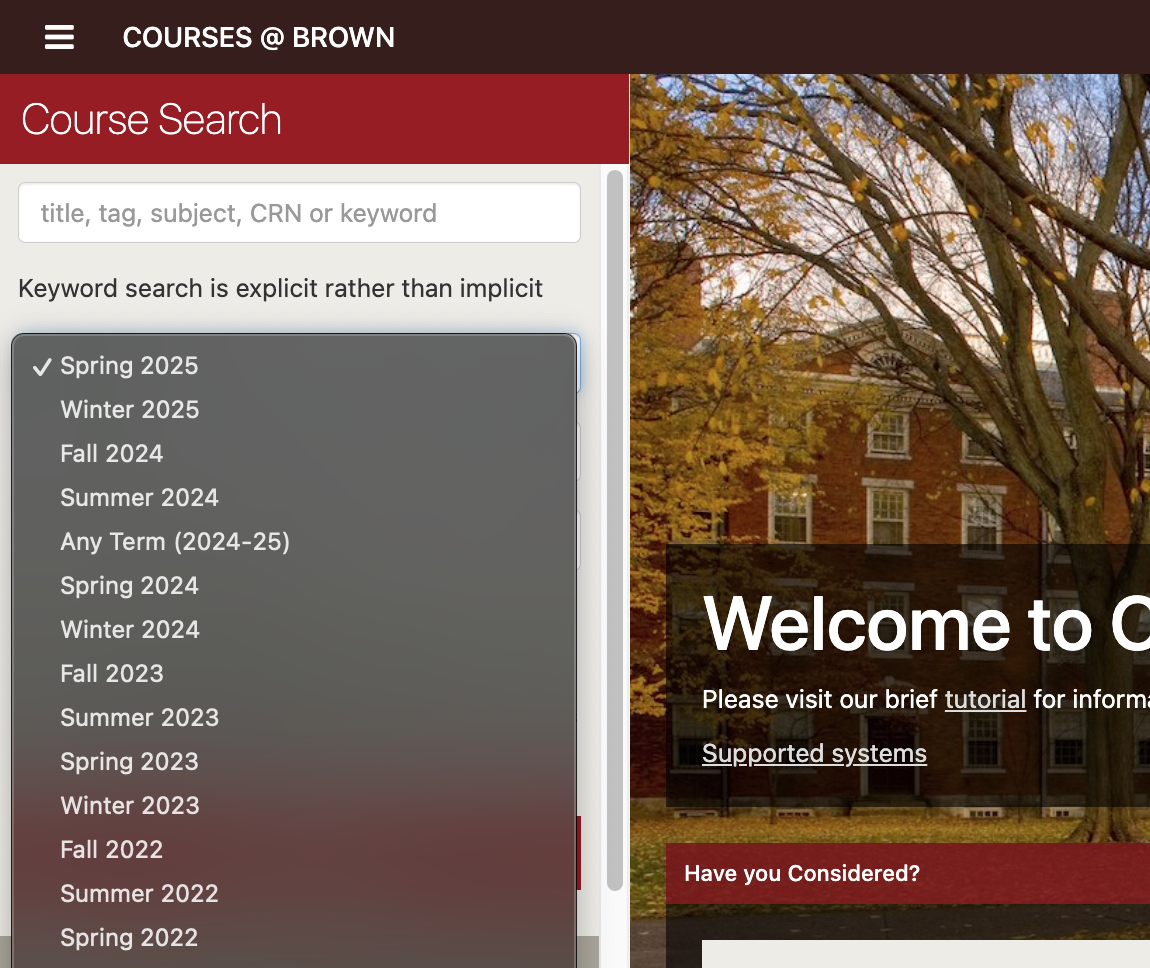 COURSES @ BROWN
Course Search
title, tag, subject, CRN or keyword
Keyword search is explicit rather than implicit
✓ Spring 2025
Winter 2025
Fall 2024
Summer 2024
Any Term (2024-25)
Spring 2024
Winter 2024
Fall 2023
Summer 2023
Spring 2023
Winter 2023
Fall 2022
Summer 2022
Spring 2022
Welcome to C
Please visit our brief tutorial for informa
Supported systems
Have you Considered?